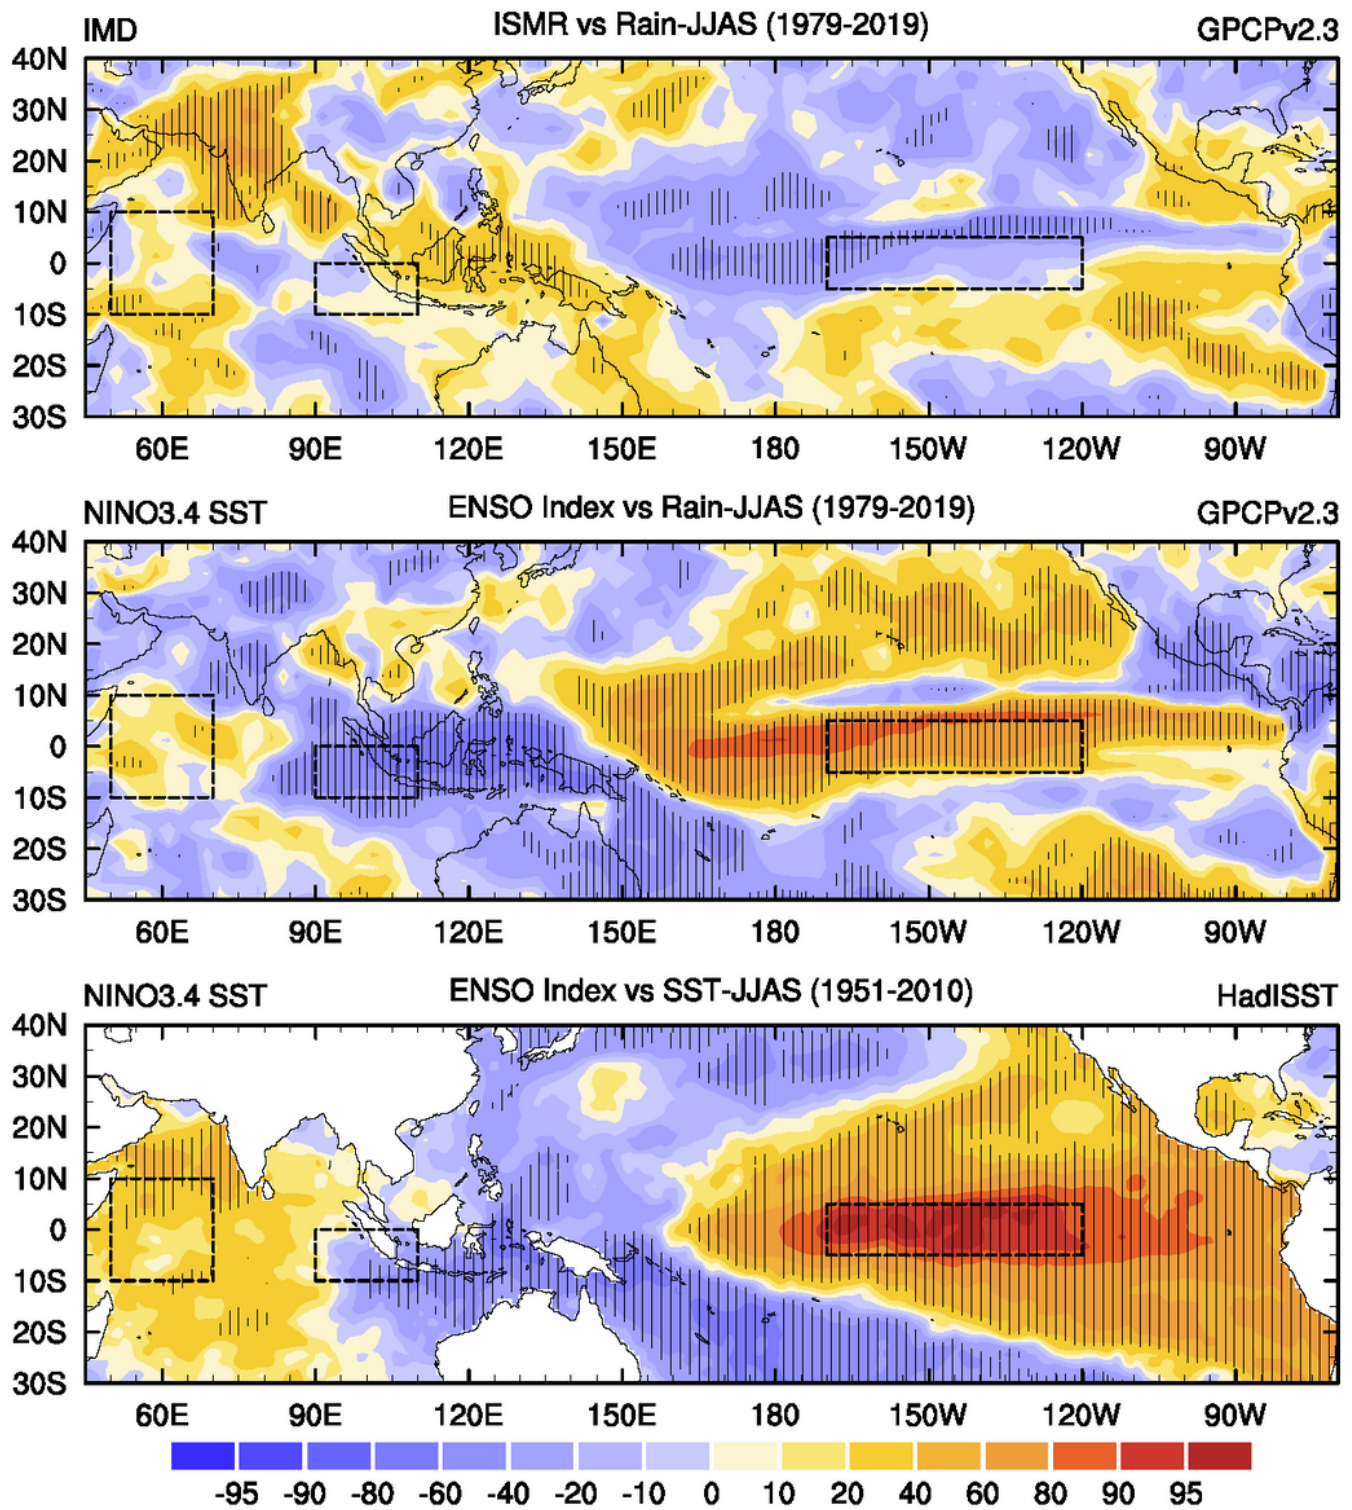 IMD ISMR vs Rain-JJAS (1979-2019) GPCPv2.3
40N
30N
20N
10N
0
10S
20S
30S
60E 90E 120E 150E 180 150W 120W 90W
NINO3.4 SST ENSO Index vs Rain-JJAS (1979-2019) GPCPv2.3
40N
30N
20N
10N
0
10S
20S
30S
60E 90E 120E 150E 180 150W 120W 90W
NINO3.4 SST ENSO Index vs SST-JJAS (1951-2010) HadISST
40N
30N
20N
10N
0
10S
20S
30S
60E 90E 120E 150E 180 150W 120W 90W
-95 -90 -80 -60 -40 -20 -10 0 10 20 40 60 80 90 95